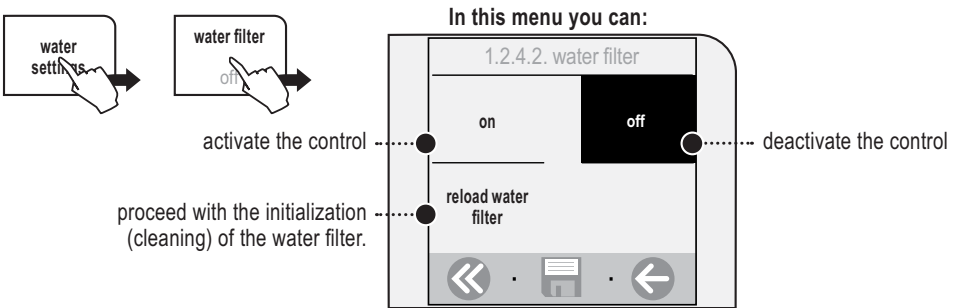 In this menu you can:
water
settings
water filter
off
1.2.4.2. water filter
on
off
activate the control
deactivate the control
reload water
filter
proceed with the initialization
(cleaning) of the water filter.